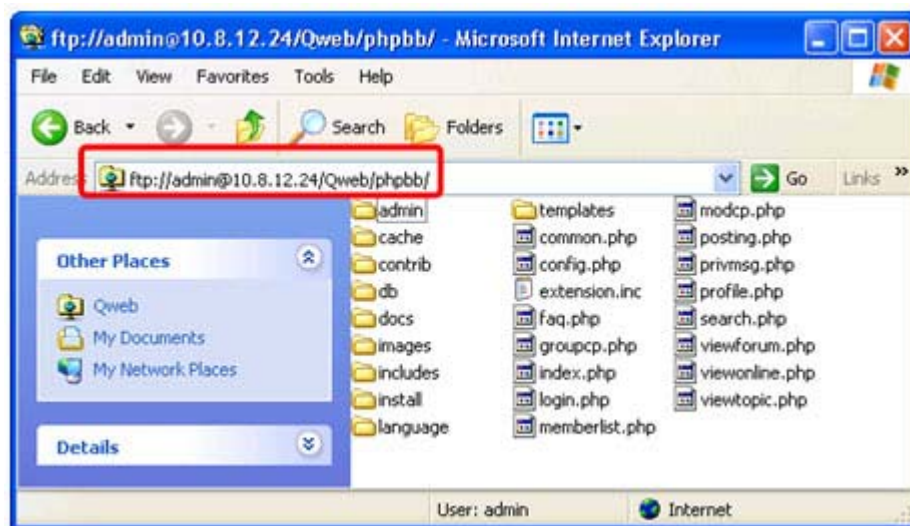 ftp://admin@10.8.12.24/Qweb/phpbb/ - Microsoft Internet Explorer
File Edit View Favorites Tools Help
Back Search Folders
Address ftp://admin@10.8.12.24/Qweb/phpbb/ Go Links »
Other Places
Qweb
My Documents
My Network Places
Details
admin
cache
contrib
db
docs
images
includes
install
language
templates
common.php
config.php
extension.inc
faq.php
groupcp.php
index.php
login.php
memberlist.php
modcp.php
posting.php
privmsg.php
profile.php
search.php
viewforum.php
viewonline.php
viewtopic.php
User: admin Internet